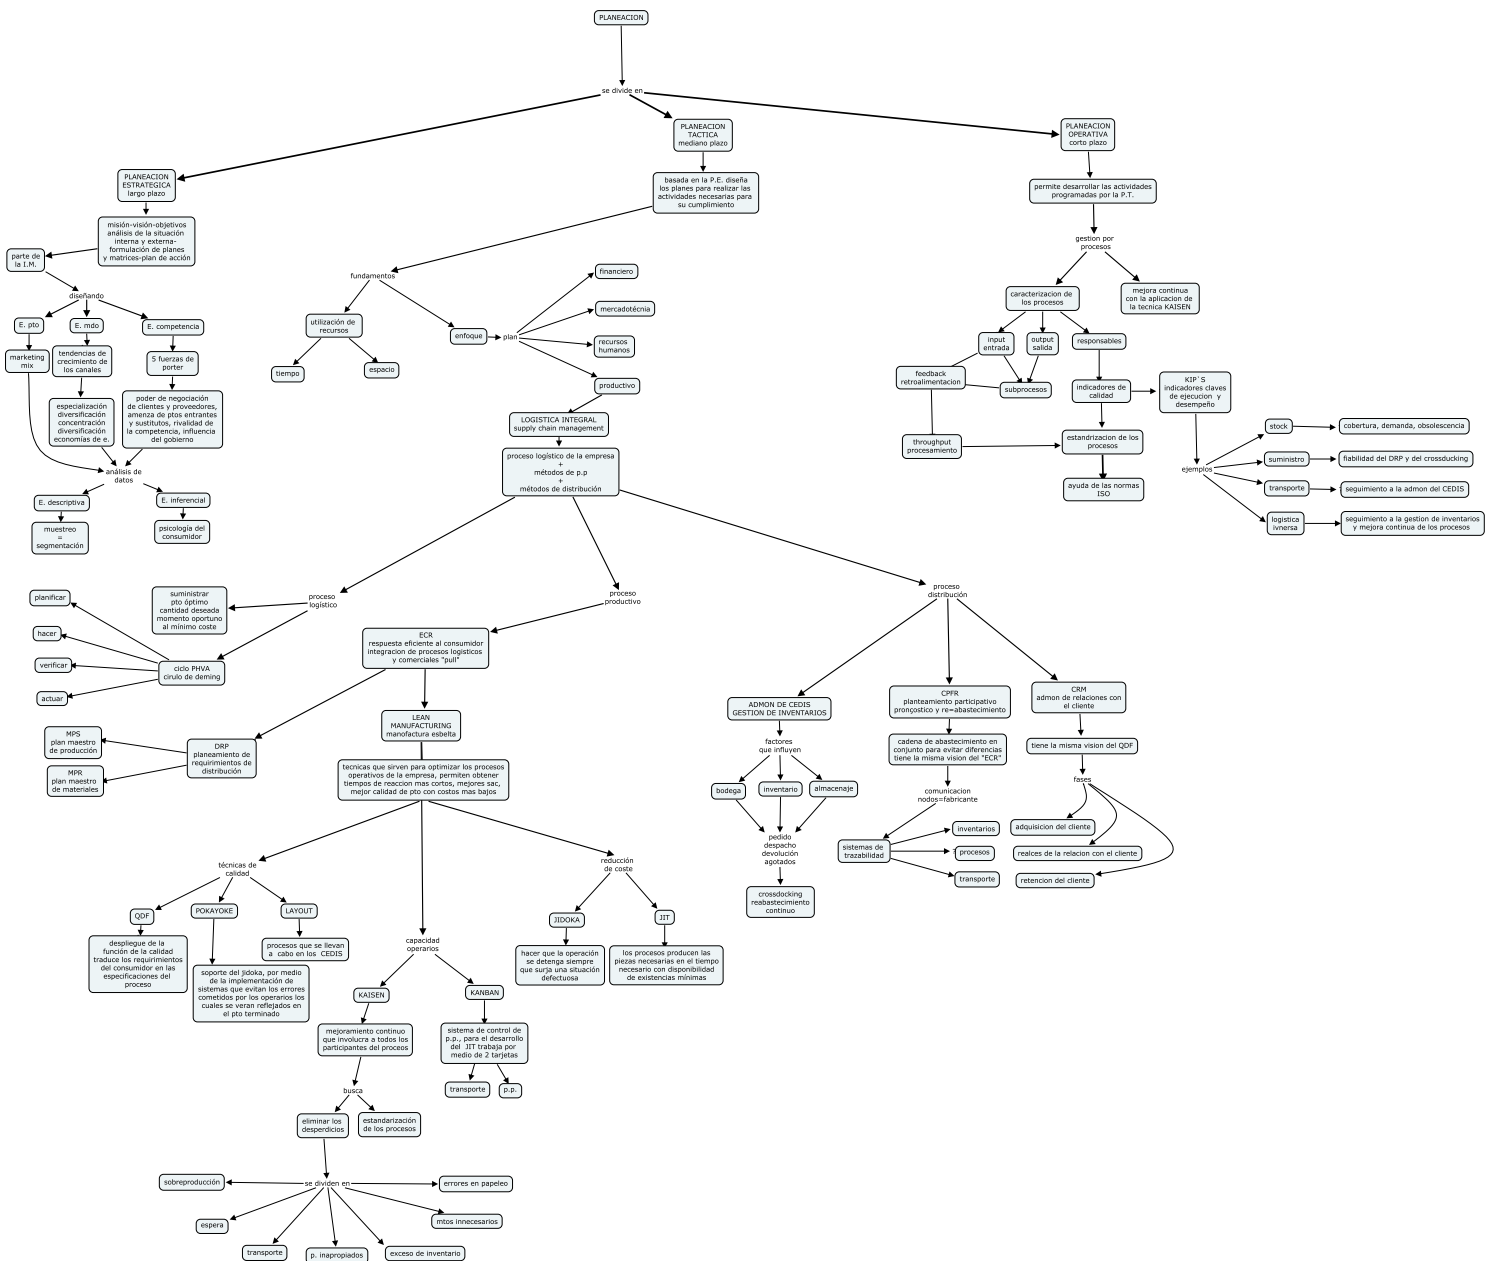 PLANEACION
se divide en
PLANEACION
ESTRATEGICA
largo plazo
misión-visión-objetivos
análisis de la situación
interna y externa-
formulación de planes
y matrices-plan de acción
parte de
la I.M.
diseñando
E. pto
E. mdo
E. competencia
marketing
mix
tendencias de
crecimiento de
los canales
5 fuerzas de
porter
especialización
diversificación
concentración
diversificación
economías de e.
poder de negociación
de clientes y proveedores,
amenza de ptos entrantes
y sustitutos, rivalidad de
la competencia, influencia
del gobierno
análisis de
datos
E. descriptiva
E. inferencial
muestreo
=
segmentación
psicología del
consumidor
PLANEACION
TACTICA
mediano plazo
basada en la P.E. diseña
los planes para realizar las
actividades necesarias para
su cumplimiento
fundamentos
utilización de
recursos
tiempo
espacio
enfoque
plan
financiero
mercadotécnia
recursos
humanos
productivo
LOGISTICA INTEGRAL
supply chain management
proceso logístico de la empresa
+
métodos de p.p
+
métodos de distribución
PLANEACION
OPERATIVA
corto plazo
permite desarrollar las actividades
programadas por la P.T.
gestion por
procesos
caracterizacion de
los procesos
mejora continua
con la aplicacion de
la tecnica KAISEN
input
entrada
output
salida
responsables
feedback
retroalimentacion
subprocesos
indicadores de
calidad
KIP`S
indicadores claves
de ejecucion y
desempeño
throughput
procesamiento
estandrizacion de los
procesos
ayuda de las normas
ISO
ejemplos
stock
cobertura, demanda, obsolescencia
suministro
fiabilidad del DRP y del crossducking
transporte
seguimiento a la admon del CEDIS
logistica
ivnersa
seguimiento a la gestion de inventarios
y mejora continua de los procesos
proceso
logistico
suministrar
pto óptimo
cantidad deseada
momento oportuno
al mínimo coste
ciclo PHVA
cirulo de deming
planificar
hacer
verificar
actuar
proceso
productivo
ECR
respuesta eficiente al consumidor
integracion de procesos logisticos
y comerciales "pull"
DRP
planeamiento de
requirimientos de
distribución
MPS
plan maestro
de producción
MPR
plan maestro
de materiales
LEAN
MANUFACTURING
manofactura esbelta
tecnicas que sirven para optimizar los procesos
operativos de la empresa, permiten obtener
tiempos de reaccion mas cortos, mejores sac,
mejor calidad de pto con costos mas bajos
técnicas de
calidad
QDF
POKAYOKE
LAYOUT
despliegue de la
función de la calidad
traduce los requirimientos
del consumidor en las
especificaciones del
proceso
soporte del jidoka, por medio
de la implementación de
sistemas que evitan los errores
cometidos por los operarios los
cuales se veran reflejados en
el pto terminado
procesos que se llevan
a cabo en los CEDIS
capacidad
operarios
KAISEN
KANBAN
mejoramiento continuo
que involucra a todos los
participantes del proceos
sistema de control de
p.p., para el desarrollo
del JIT trabaja por
medio de 2 tarjetas
transporte
p.p.
busca
eliminar los
desperdicios
estandarización
de los procesos
se dividen en
sobreproducción
errores en papeleo
espera
mtos innecesarios
transporte
p. inapropiados
exceso de inventario
reducción
de coste
JIDOKA
JIT
hacer que la operación
se detenga siempre
que surja una situación
defectuosa
los procesos producen las
piezas necesarias en el tiempo
necesario con disponibilidad
de existencias mínimas
proceso
distribución
ADMON DE CEDIS
GESTION DE INVENTARIOS
factores
que influyen
bodega
inventario
almacenaje
pedido
despacho
devolución
agotados
crossdocking
reabastecimiento
continuo
CPFR
planteamiento participativo
pronçostico y re=abastecimiento
cadena de abastecimiento en
conjunto para evitar diferencias
tiene la misma vision del "ECR"
comunicacion
nodos=fabricante
sistemas de
trazabilidad
inventarios
procesos
transporte
CRM
admon de relaciones con
el cliente
tiene la misma vision del QDF
fases
adquisicion del cliente
realces de la relacion con el cliente
retencion del cliente